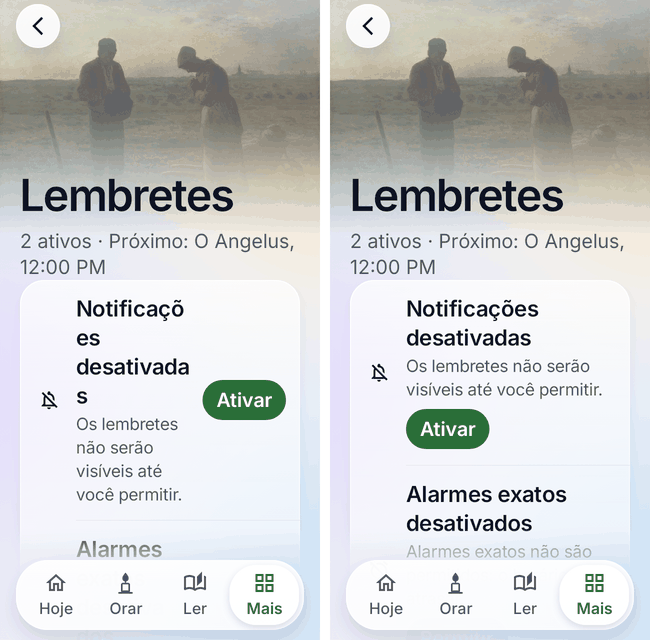 Lembretes
2 ativos · Próximo: O Angelus,
12:00 PM
Notificaçõ
es
desativada
s
Os lembretes
não serão
visíveis até
você permitir.
Ativar
Alarmes
Hoje
Orar
Ler
Mais
Lembretes
2 ativos · Próximo: O Angelus,
12:00 PM
Notificações
desativadas
Os lembretes não serão
visíveis até você permitir.
Ativar
Alarmes exatos
desativados
Alarmes exatos não são
Hoje
Orar
Ler
Mais